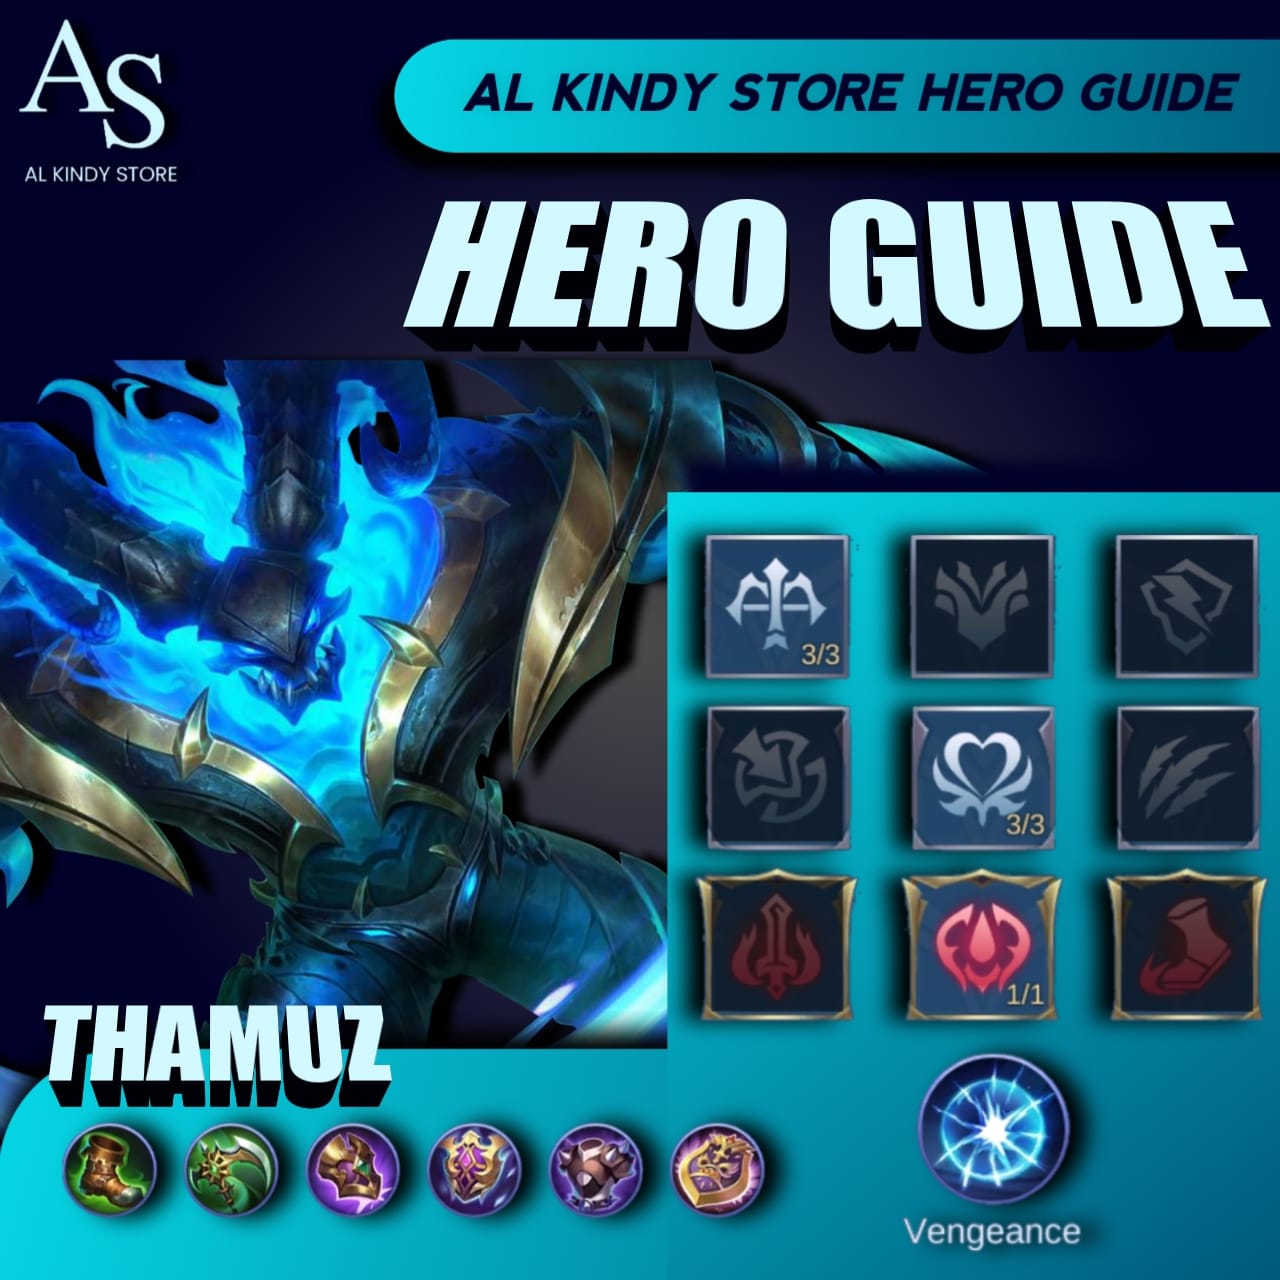 AS
AL KINDY STORE
AL KINDY STORE HERO GUIDE
HERO GUIDE
3/3
3/3
1/1
THAMUZ
Vengeance